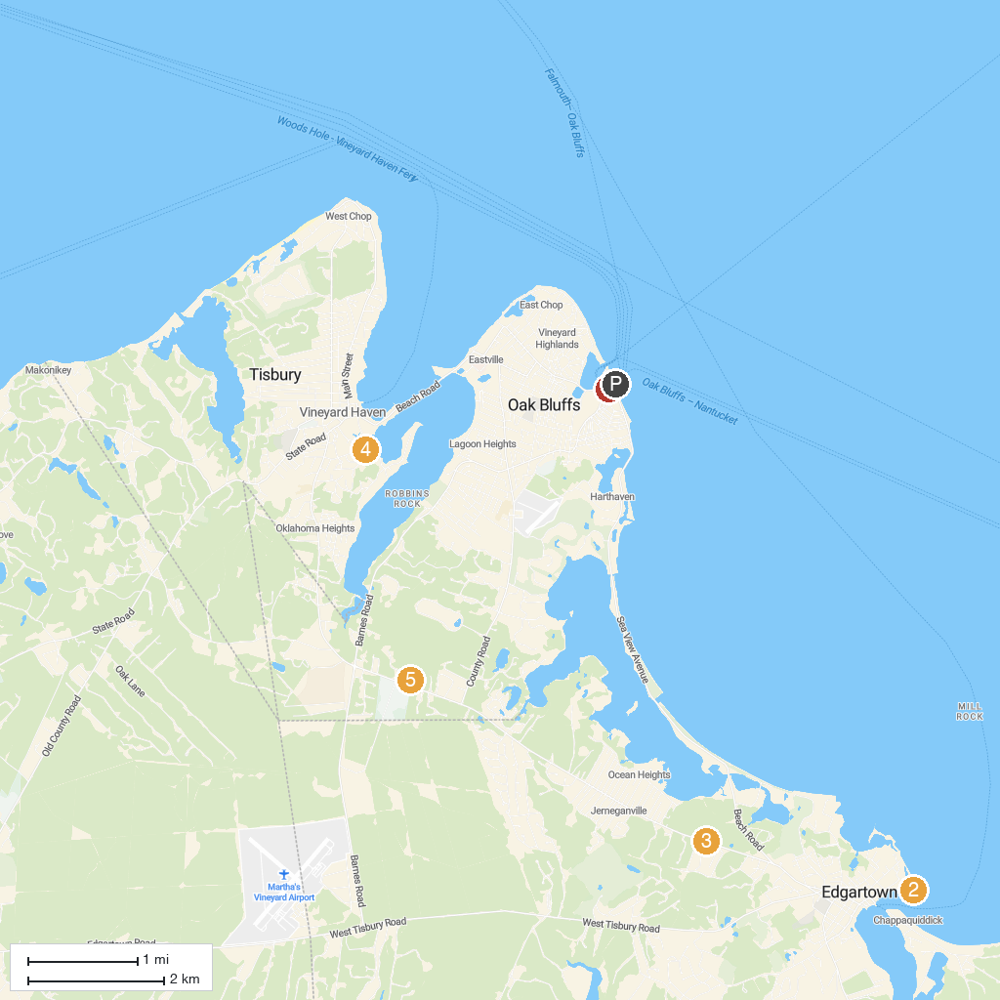 Falmouth– Oak Bluffs
Woods Hole - Vineyard Haven Ferry
West Chop
East Chop
Vineyard
Highlands
Eastville
Makonikey
Tisbury
Main Street
Beach Road
P
Oak Bluffs – Nantucket
Oak Bluffs
Vineyard Haven
State Road
4
Lagoon Heights
ROBBINS
ROCK
Harthaven
Oklahoma Heights
ove
State Road
Barnes Road
Sea View Avenue
County Road
Oak Lane
5
Old County Road
MILL
ROCK
Ocean Heights
Jerneganville
3
Beach Road
Barnes Road
Martha's
Vineyard Airport
Edgartown
2
Chappaquiddick
West Tisbury Road
West Tisbury Road
Edgartown Road
1 mi
2 km